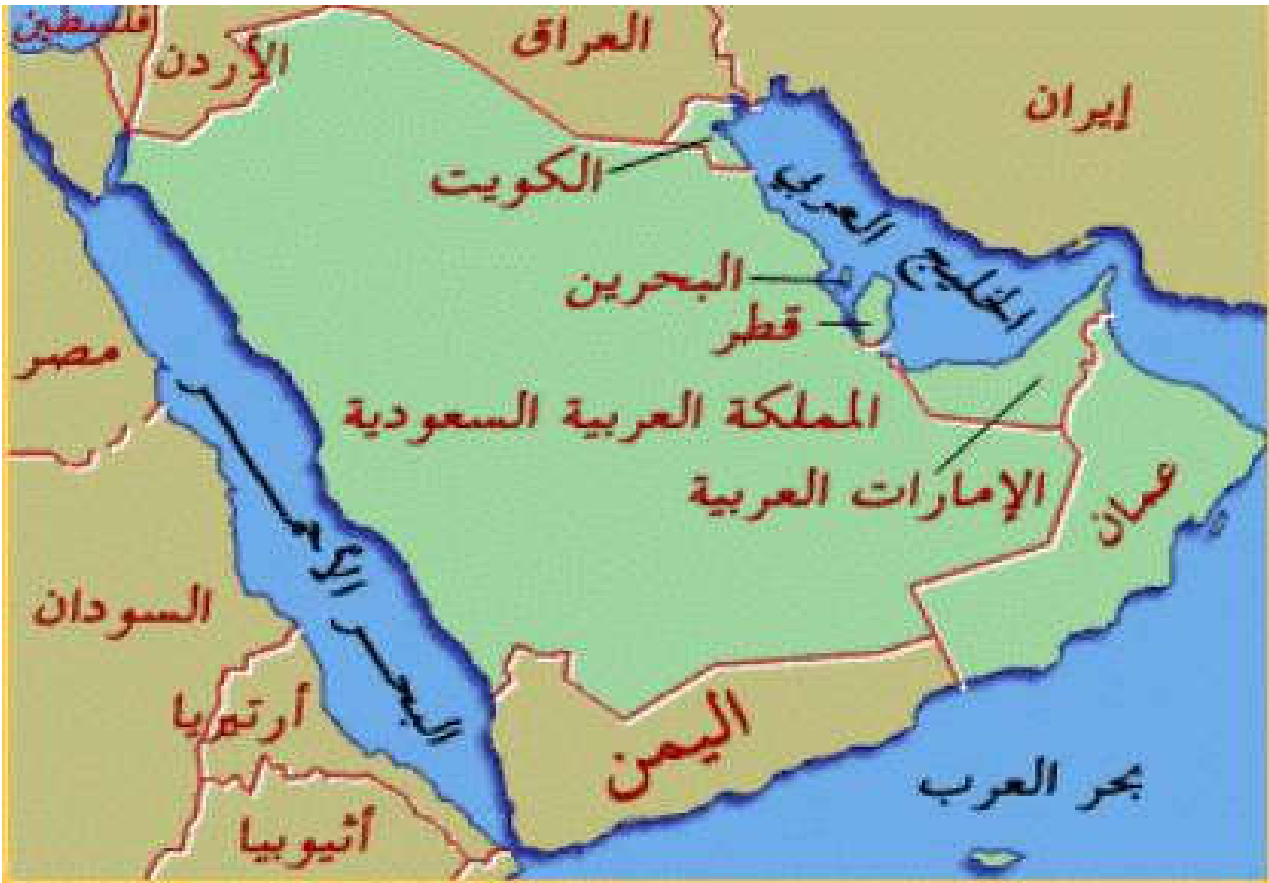 فلسطين
الأردن
العراق
إيران
الكويت
الخليج العربي
البحرين
قطر
مصر
المملكة العربية السعودية
الإمارات العربية
عمان
البحر الأحمر
السودان
أرتيريا
اليمن
بحر العرب
أثيوبيا